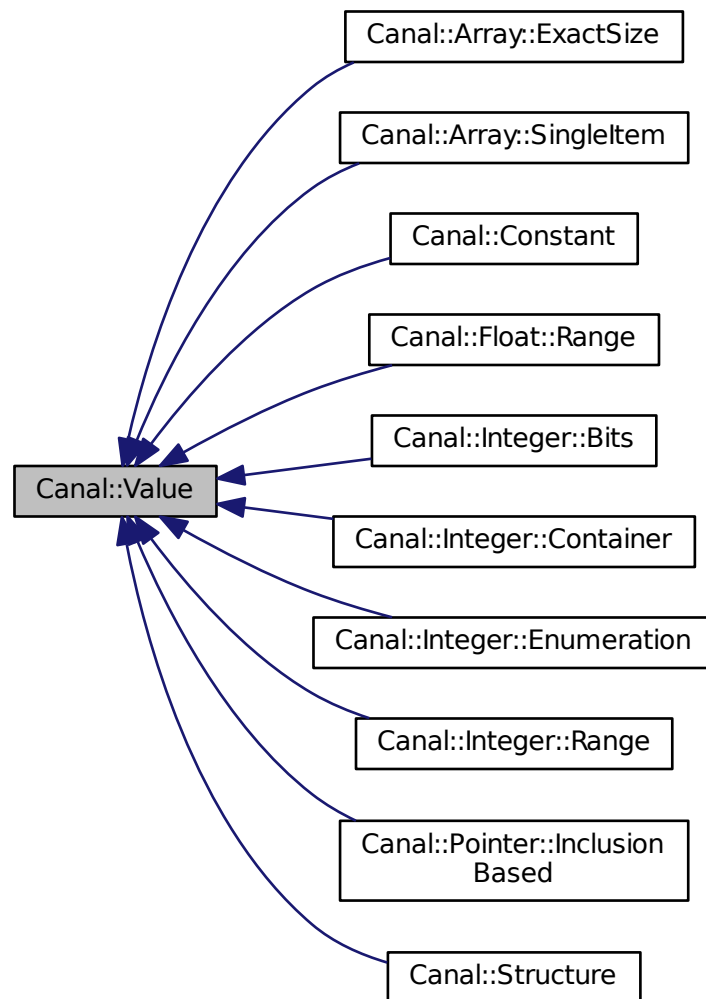 Canal::Array::ExactSize
Canal::Array::SingleItem
Canal::Constant
Canal::Float::Range
Canal::Integer::Bits
Canal::Value
Canal::Integer::Container
Canal::Integer::Enumeration
Canal::Integer::Range
Canal::Pointer::Inclusion
Based
Canal::Structure